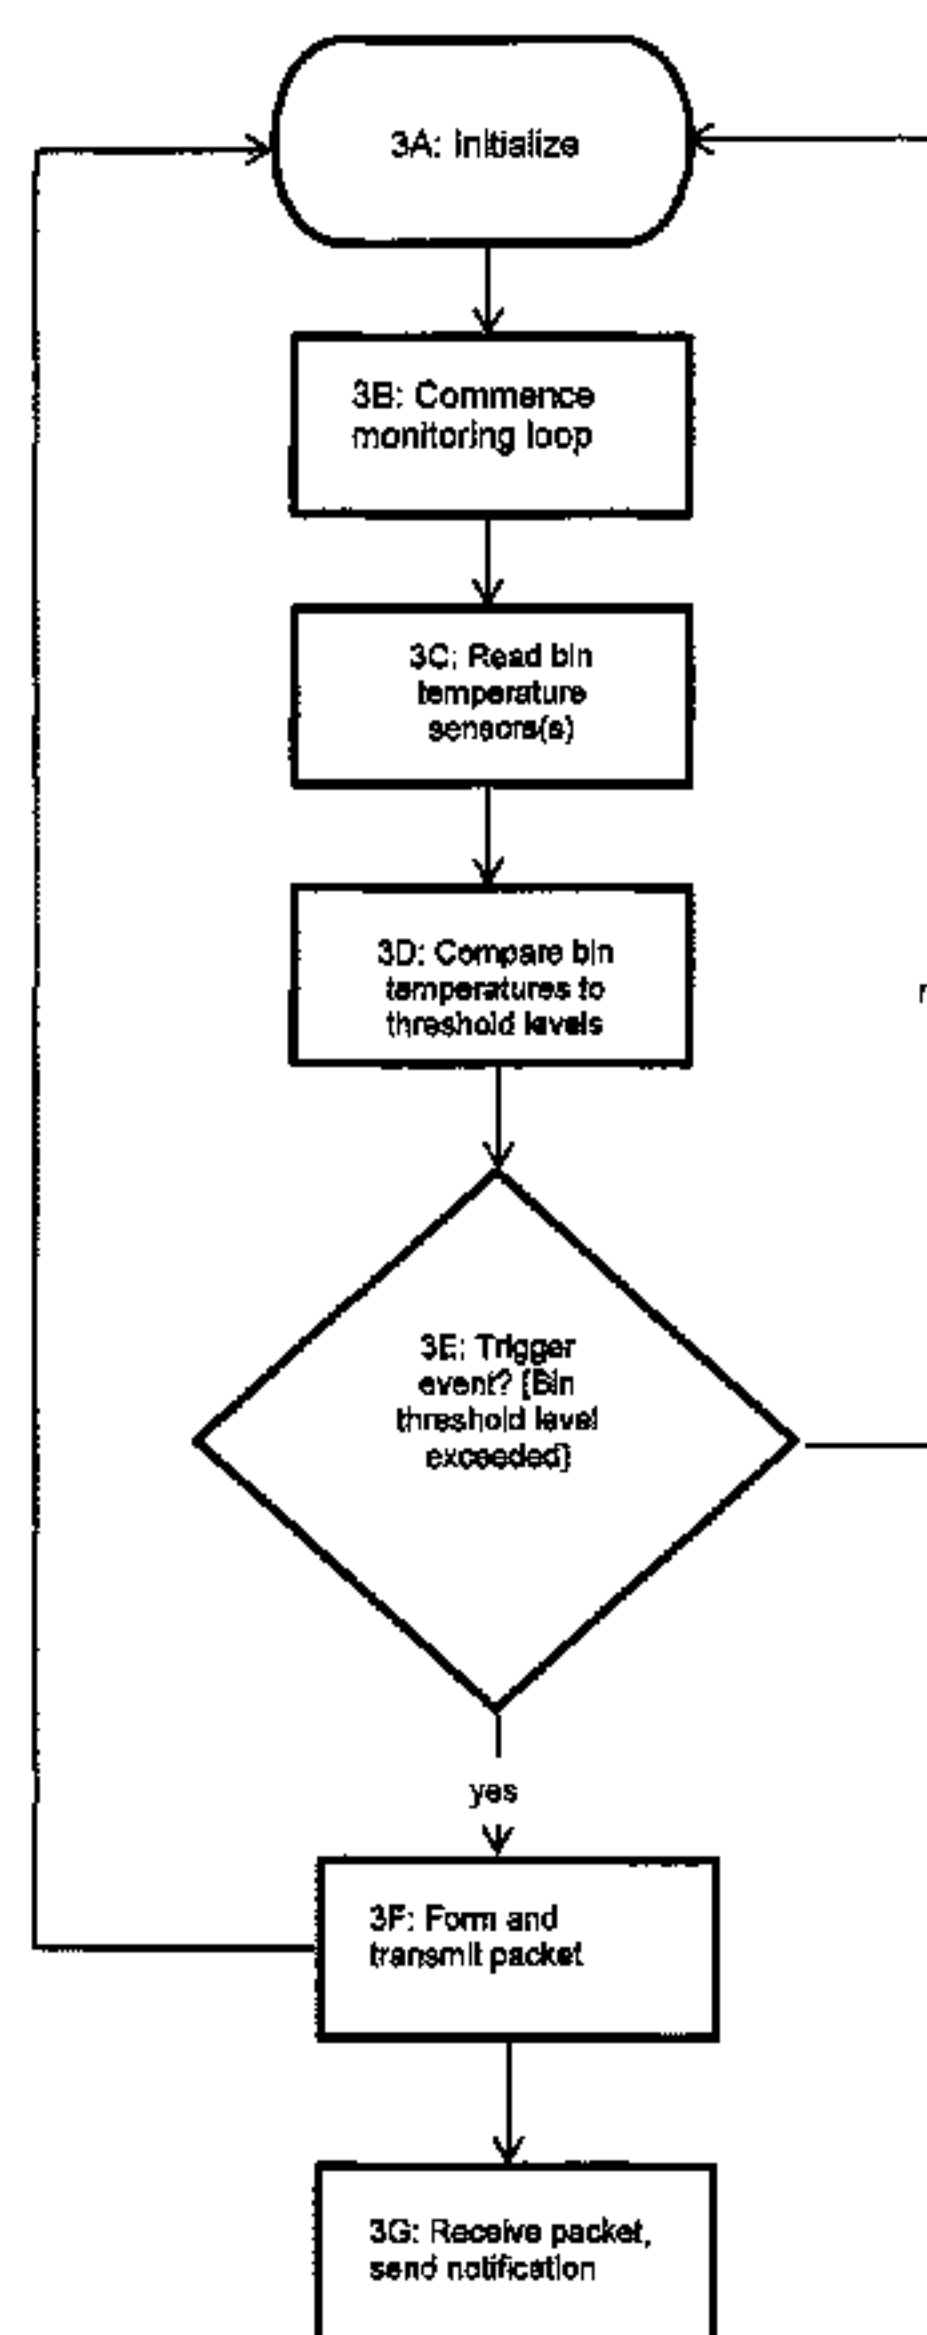 3A: Initialize
3B: Commence
monitoring loop
3C: Read bin
temperature
sensors(s)
3D: Compare bin
temperatures to
threshold levels
3E: Trigger
event? [Bin
threshold level
exceeded]
yes
3F: Form and
transmit packet
3G: Receive packet,
send notification